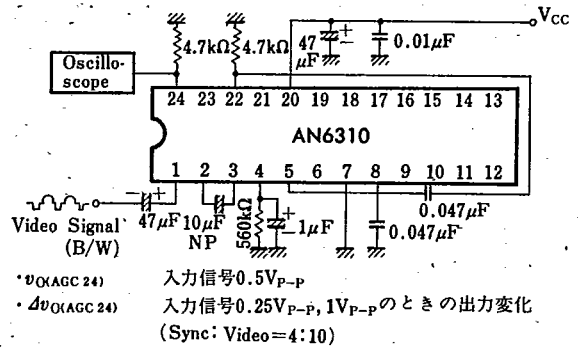 Vcc
4.7kΩ 4.7kΩ 47μF 0.01μF
Oscilloscope
24 23 22 21 20 19 18 17 16 15 14 13
AN6310
1 2 3 4 5 6 7 8 9 10 11 12
Video Signal (B/W)
47μF
10μF NP
560kΩ
1μF
0.047μF
0.047μF
・vO(AGC 24) 入力信号0.5VP-P
・ΔvO(AGC 24) 入力信号0.25VP-P, 1VP-Pのときの出力変化
(Sync: Video=4:10)